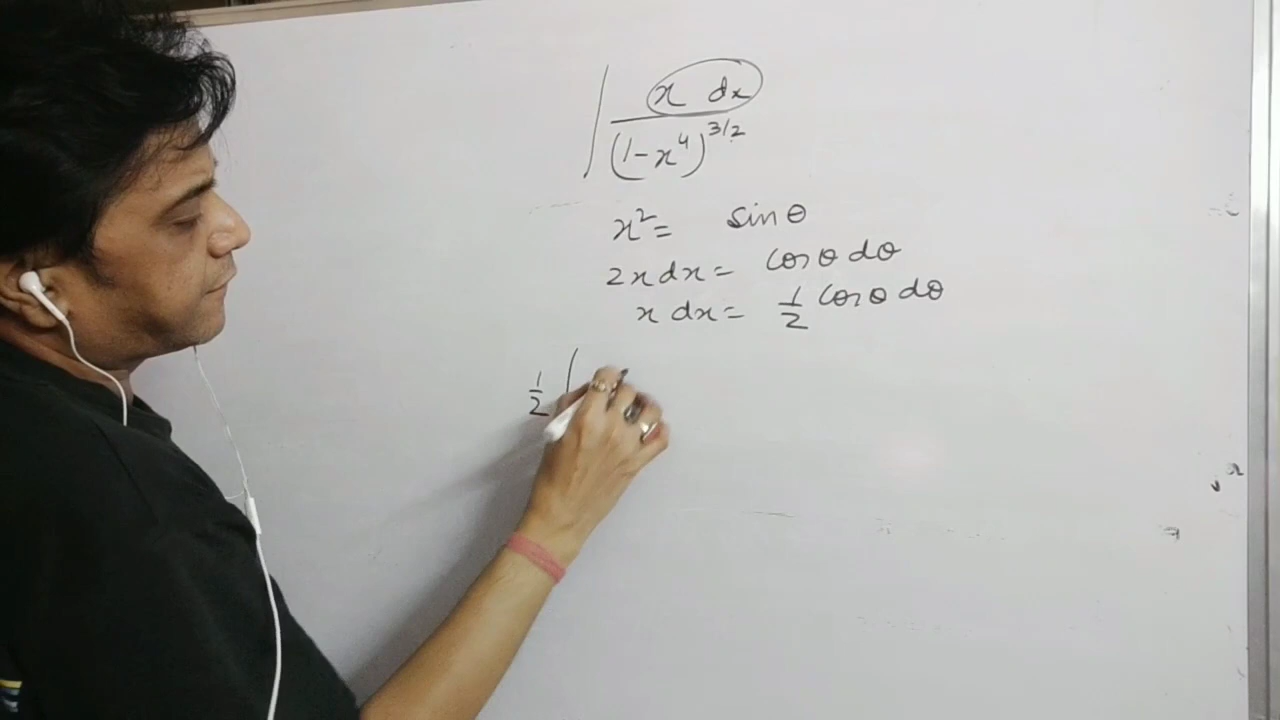 ∫ x dx
(1-x⁴)^3/2
x² = sinθ
2x dx = cosθ dθ
x dx = 1/2 cosθ dθ
1/2 ∫